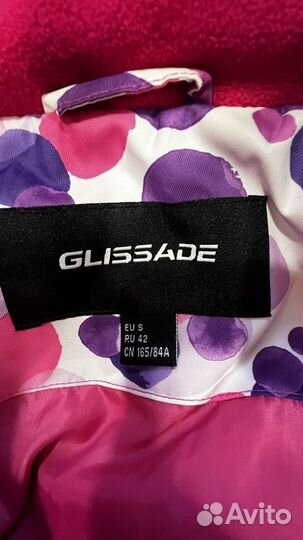 GLISSADE
EU S
RU 42
CN 165/84A
Avito